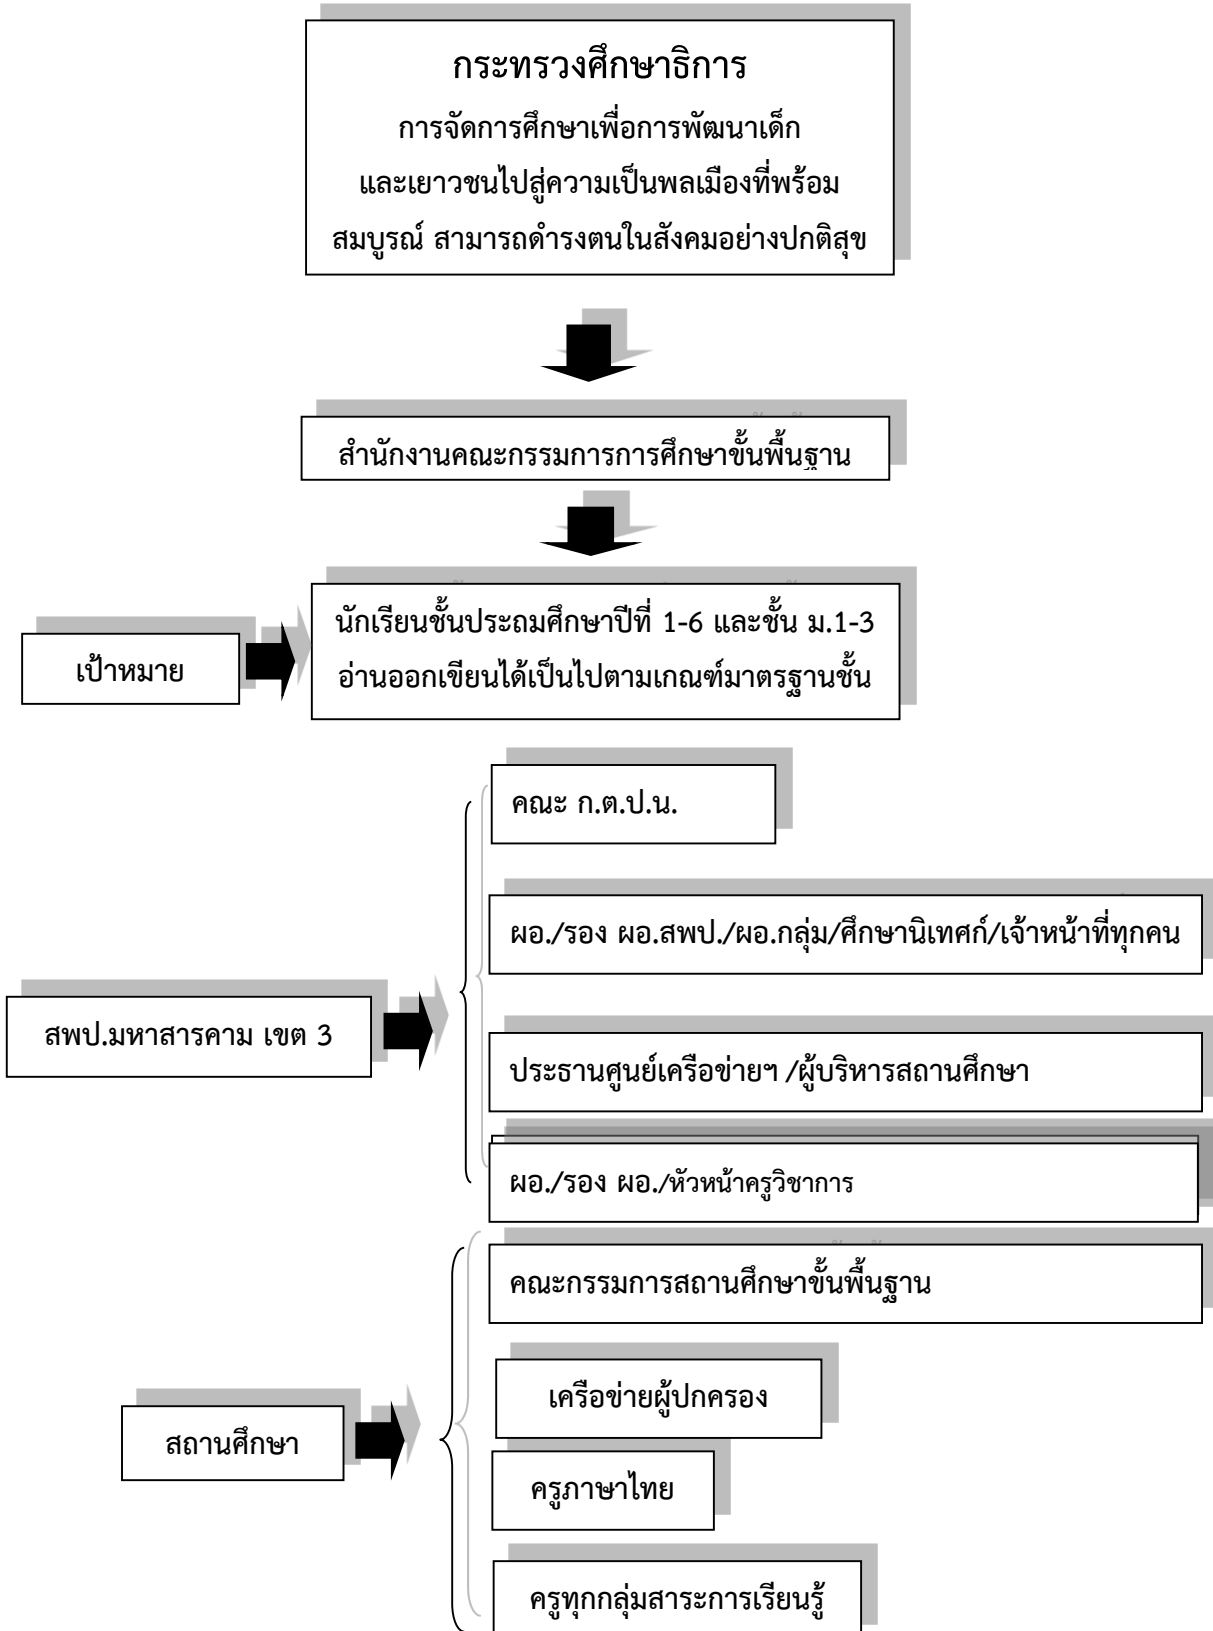 กระทรวงศึกษาธิการ
การจัดการศึกษาเพื่อการพัฒนาเด็ก
และเยาวชนไปสู่ความเป็นพลเมืองที่พร้อม
สมบูรณ์ สามารถดำรงตนในสังคมอย่างปกติสุข
สำนักงานคณะกรรมการการศึกษาขั้นพื้นฐาน
นักเรียนชั้นประถมศึกษาปีที่ 1-6 และชั้น ม.1-3
อ่านออกเขียนได้เป็นไปตามเกณฑ์มาตรฐานชั้น
เป้าหมาย
คณะ ก.ต.ป.น.
ผอ./รอง ผอ.สพป./ผอ.กลุ่ม/ศึกษานิเทศก์/เจ้าหน้าที่ทุกคน
สพป.มหาสารคาม เขต 3
ประธานศูนย์เครือข่ายฯ /ผู้บริหารสถานศึกษา
ผอ./รอง ผอ./หัวหน้าครูวิชาการ
คณะกรรมการสถานศึกษาขั้นพื้นฐาน
เครือข่ายผู้ปกครอง
สถานศึกษา
ครูภาษาไทย
ครูทุกกลุ่มสาระการเรียนรู้